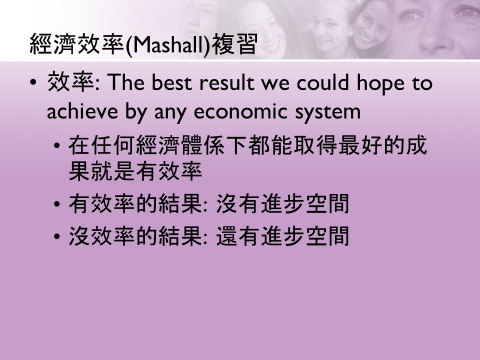 經濟效率(Mashall)複習
• 效率: The best result we could hope to
achieve by any economic system
• 在任何經濟體係下都能取得最好的成
果就是有效率
• 有效率的結果: 沒有進步空間
• 沒效率的結果: 還有進步空間